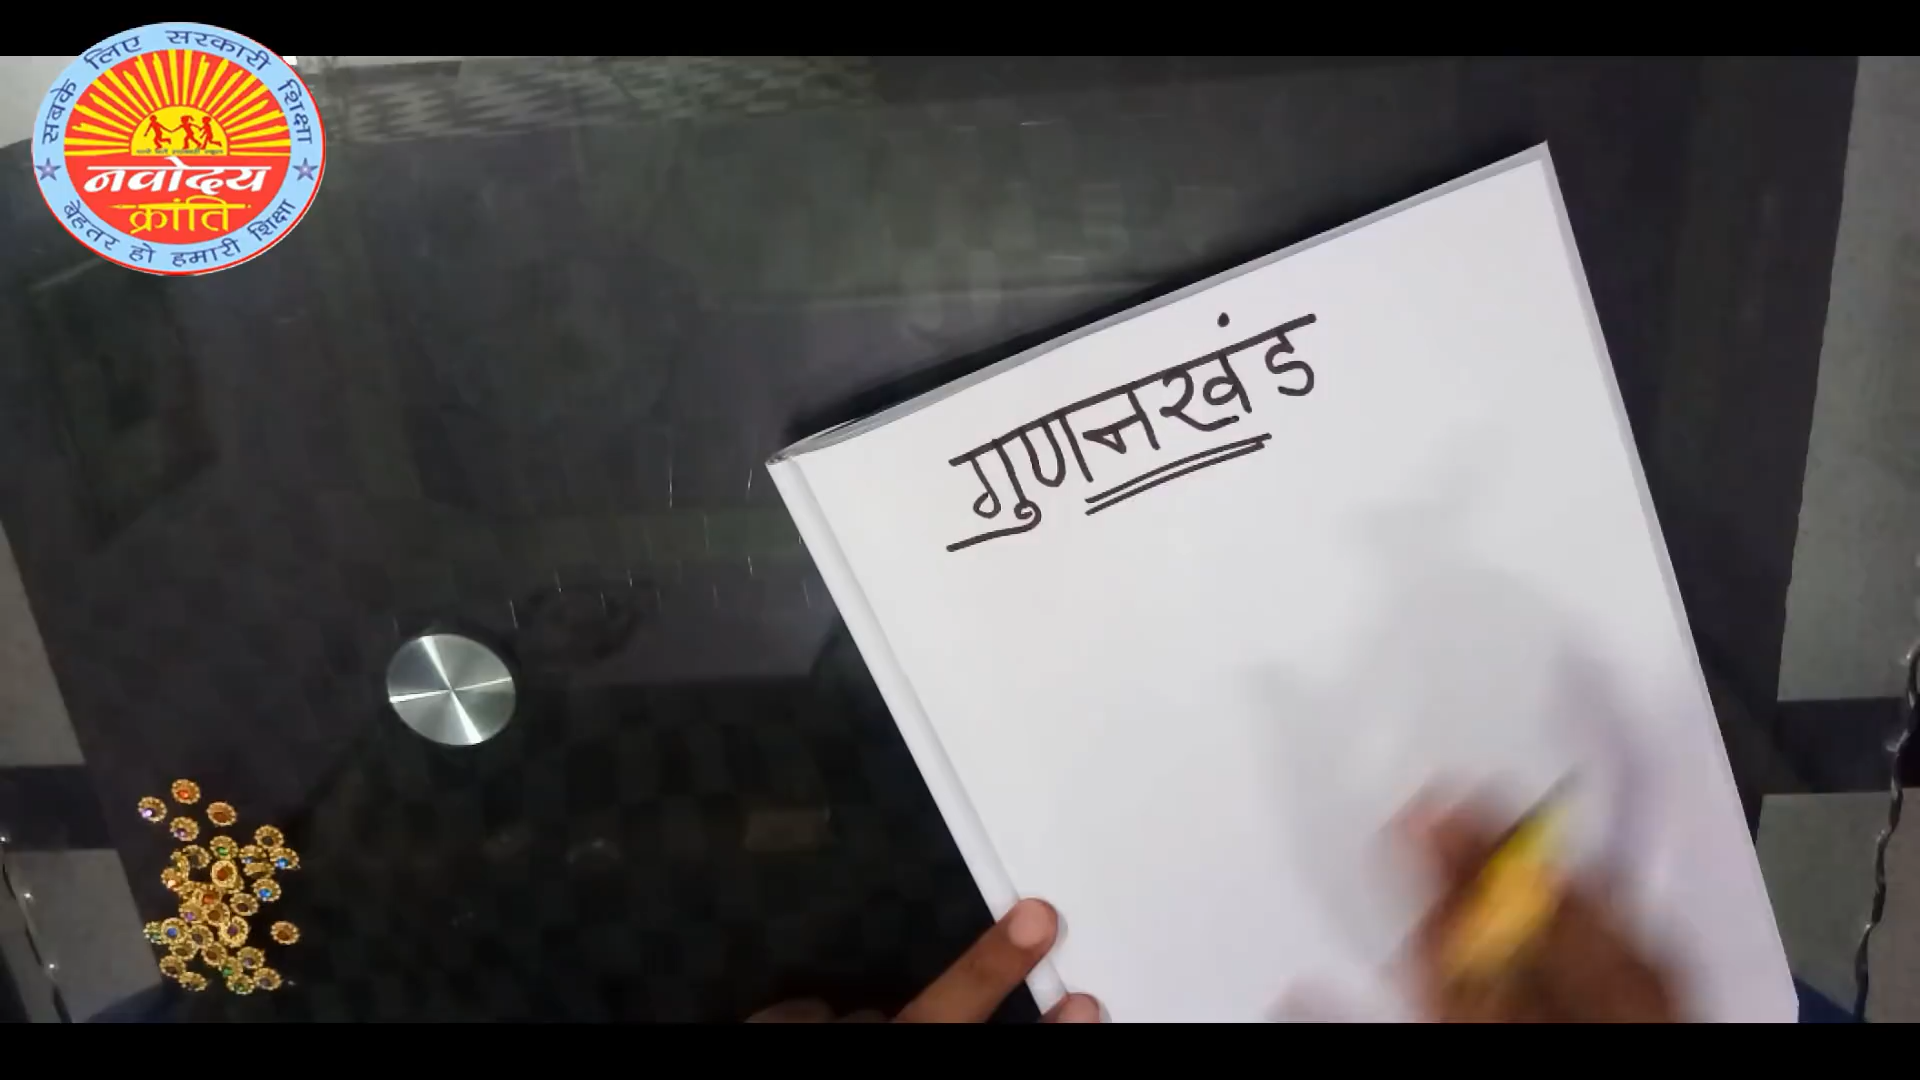 सबके लिए सरकारी शिक्षा
नवोदय
क्रांति
बेहतर हो हमारी शिक्षा
गुणनखंड